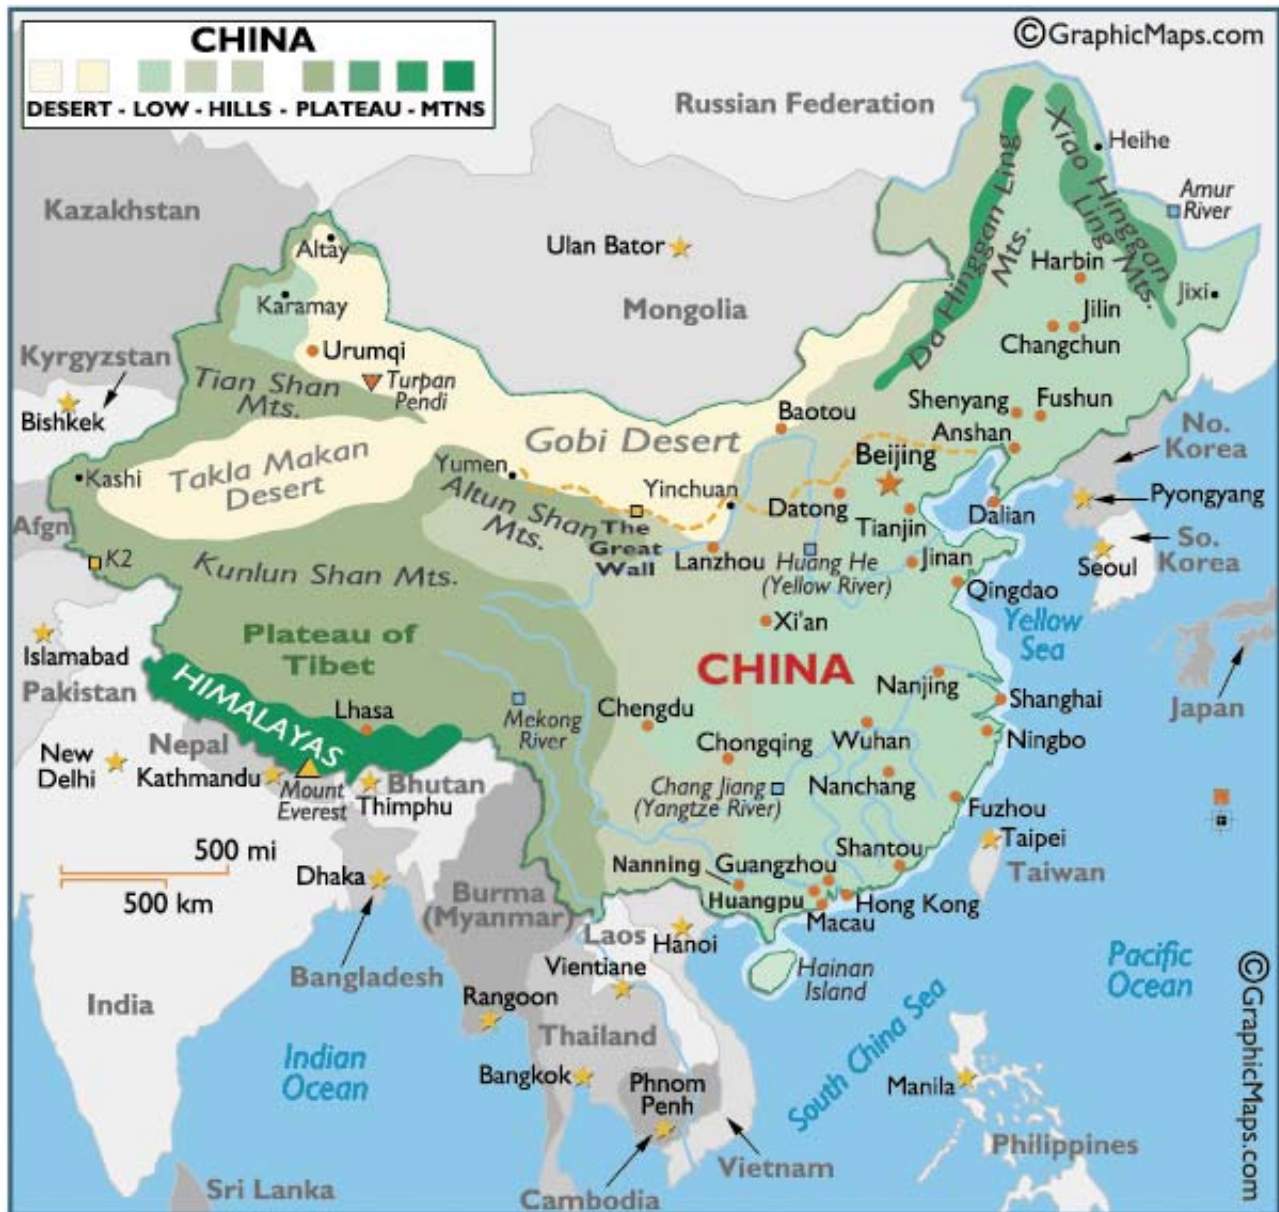 CHINA
DESERT - LOW - HILLS - PLATEAU - MTNS
©GraphicMaps.com
Russian Federation
Heihe
Amur
River
Xiao Hinggan
Ling Mts.
Da Hinggan Ling
Mts.
Kazakhstan
Altay
Ulan Bator
Harbin
Jixi
Karamay
Mongolia
Jilin
Changchun
Kyrgyzstan
Urumqi
Turpan
Pendi
Tian Shan
Mts.
Bishkek
Baotou
Shenyang
Fushun
Anshan
No.
Korea
Gobi Desert
Beijing
Takla Makan
Desert
Kashi
Yumen
Altun Shan
Mts.
Yinchuan
Datong
Tianjin
Dalian
Pyongyang
Afgn
The
Great
Wall
So.
Korea
K2
Kunlun Shan Mts.
Lanzhou
Huang He
(Yellow River)
Jinan
Seoul
Qingdao
Xi'an
Yellow
Sea
Plateau of
Tibet
Islamabad
Pakistan
CHINA
HIMALAYAS
Nanjing
Shanghai
Japan
Lhasa
Mekong
River
Chengdu
Nepal
Chongqing
Wuhan
Ningbo
New
Delhi
Kathmandu
Mount
Everest
Bhutan
Thimphu
Chang Jiang
(Yangtze River)
Nanchang
Fuzhou
Taipei
Taiwan
500 mi
500 km
Dhaka
Nanning
Guangzhou
Shantou
Burma
(Myanmar)
Huangpu
Macau
Hong Kong
Laos
Hanoi
Bangladesh
Vientiane
Hainan
Island
Pacific
Ocean
India
Rangoon
Thailand
South China Sea
Indian
Ocean
Bangkok
Phnom
Penh
Manila
Philippines
Vietnam
Cambodia
Sri Lanka
©GraphicMaps.com